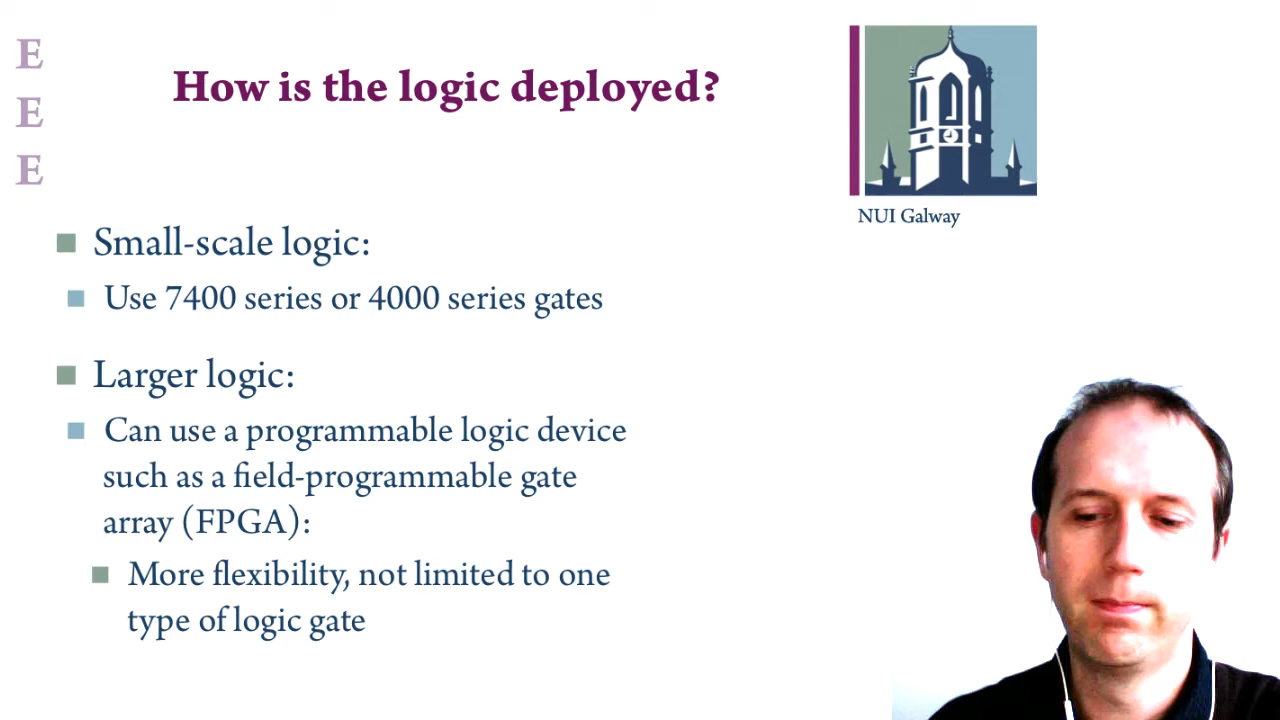 E
E
E
How is the logic deployed?
NUI Galway
Small-scale logic:
Use 7400 series or 4000 series gates
Larger logic:
Can use a programmable logic device
such as a field-programmable gate
array (FPGA):
More flexibility, not limited to one
type of logic gate